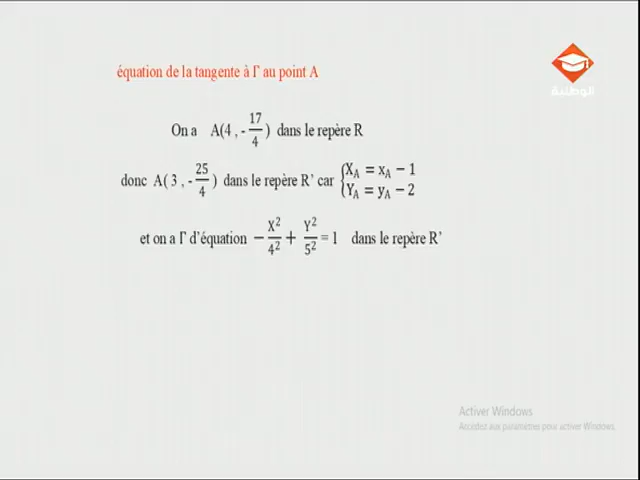 équation de la tangente à Γ au point A
الوطنية
On a A(4 , -17/4) dans le repère R
donc A( 3 , -25/4 ) dans le repère R’ car {X_A = x_A − 1
Y_A = y_A − 2
et on a Γ d’équation −X²/4² + Y²/5² = 1 dans le repère R’
Activer Windows
Accédez aux paramètres pour activer Windows.